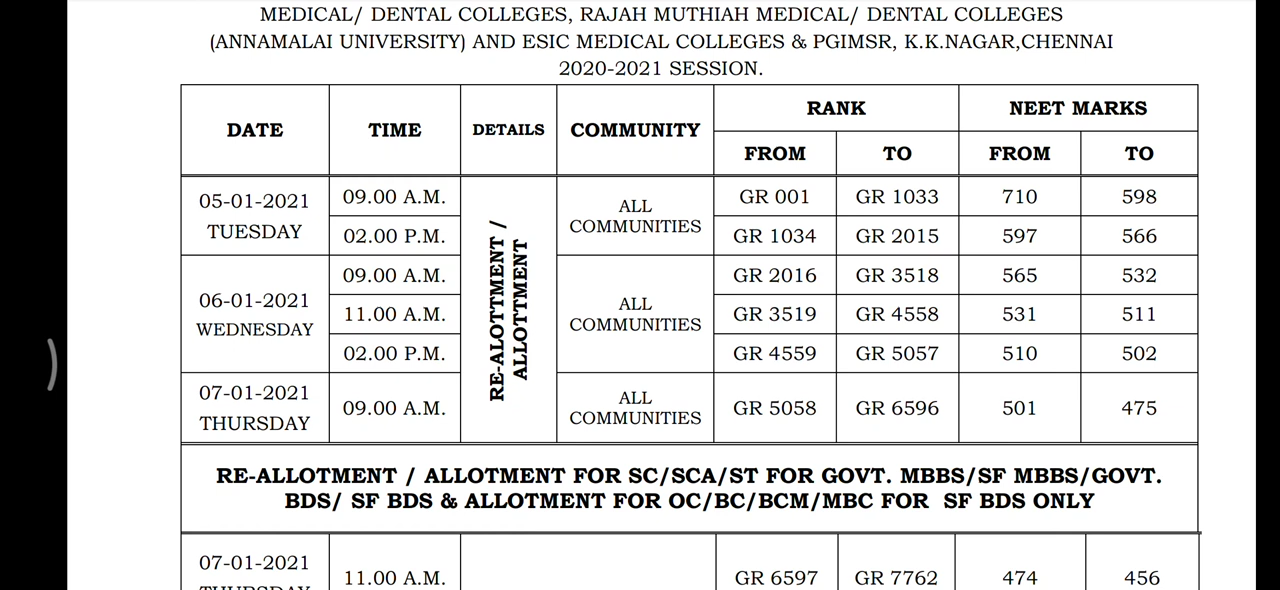 MEDICAL/ DENTAL COLLEGES, RAJAH MUTHIAH MEDICAL/ DENTAL COLLEGES
(ANNAMALAI UNIVERSITY) AND ESIC MEDICAL COLLEGES & PGIMSR, K.K.NAGAR,CHENNAI
2020-2021 SESSION.
DATE TIME DETAILS COMMUNITY RANK NEET MARKS
FROM TO FROM TO
05-01-2021 TUESDAY
RE-ALOTTMENT / ALLOTTMENT
ALL COMMUNITIES
09.00 A.M. GR 001 GR 1033 710 598
02.00 P.M. GR 1034 GR 2015 597 566
06-01-2021 WEDNESDAY
ALL COMMUNITIES
09.00 A.M. GR 2016 GR 3518 565 532
11.00 A.M. GR 3519 GR 4558 531 511
02.00 P.M. GR 4559 GR 5057 510 502
07-01-2021 THURSDAY
ALL COMMUNITIES
09.00 A.M. GR 5058 GR 6596 501 475
RE-ALLOTMENT / ALLOTMENT FOR SC/SCA/ST FOR GOVT. MBBS/SF MBBS/GOVT.
BDS/ SF BDS & ALLOTMENT FOR OC/BC/BCM/MBC FOR SF BDS ONLY
07-01-2021
THURSDAY
11.00 A.M. GR 6597 GR 7762 474 456